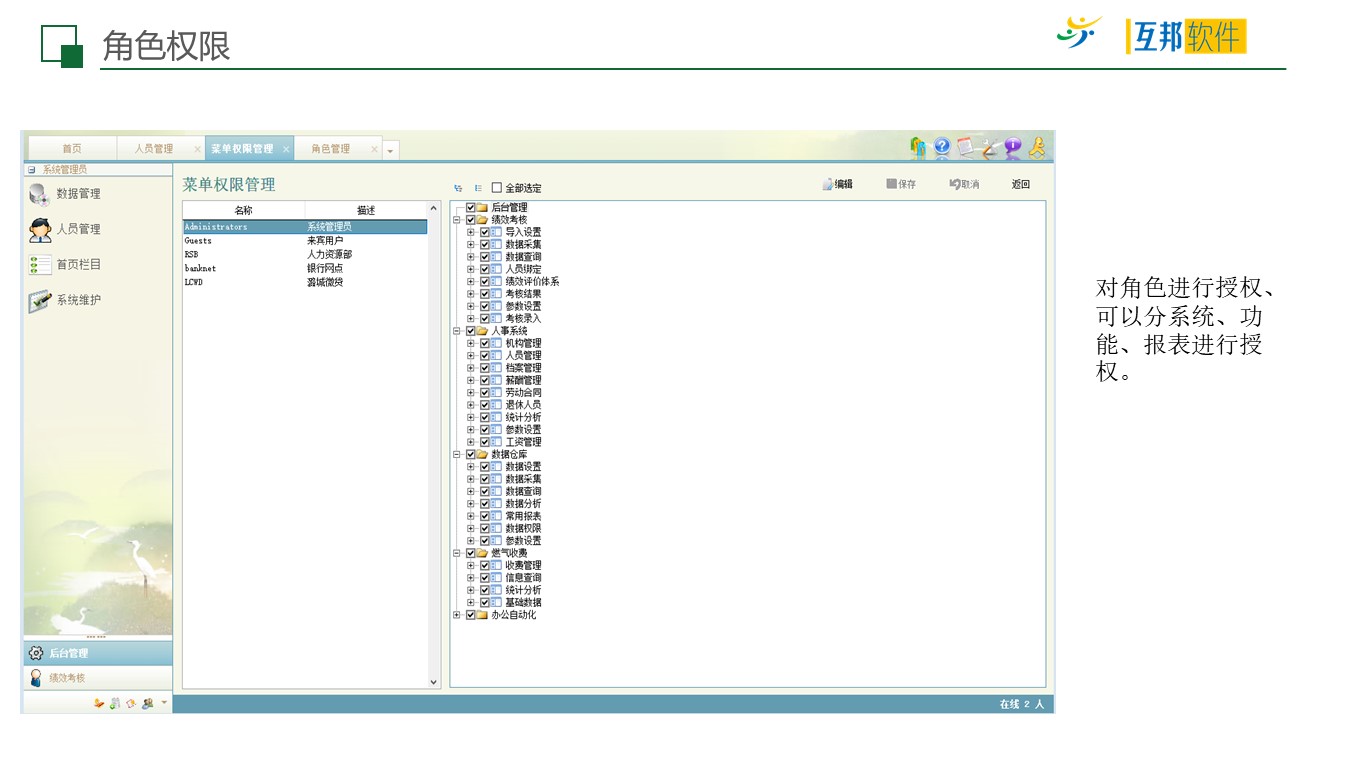 角色权限
互邦软件
首页
人员管理
菜单权限管理
角色管理
系统管理员
数据管理
人员管理
首页栏目
系统维护
后台管理
绩效考核
菜单权限管理
全部选定
编辑
保存
取消
返回
名称 描述
Administrators 系统管理员
Guests 来宾用户
RSB 人力资源部
banknet 银行网点
LCWD 潞城微贷
后台管理
绩效考核
导入设置
数据采集
数据查询
人员绑定
绩效评价体系
考核结果
参数设置
考核录入
人事系统
机构管理
人员管理
档案管理
薪酬管理
劳动合同
退休人员
统计分析
参数设置
工资管理
数据仓库
数据设置
数据采集
数据查询
数据分析
常用报表
数据权限
参数设置
燃气收费
收费管理
信息查询
统计分析
基础数据
办公自动化
在线 2 人
对角色进行授权、
可以分系统、功
能、报表进行授
权。